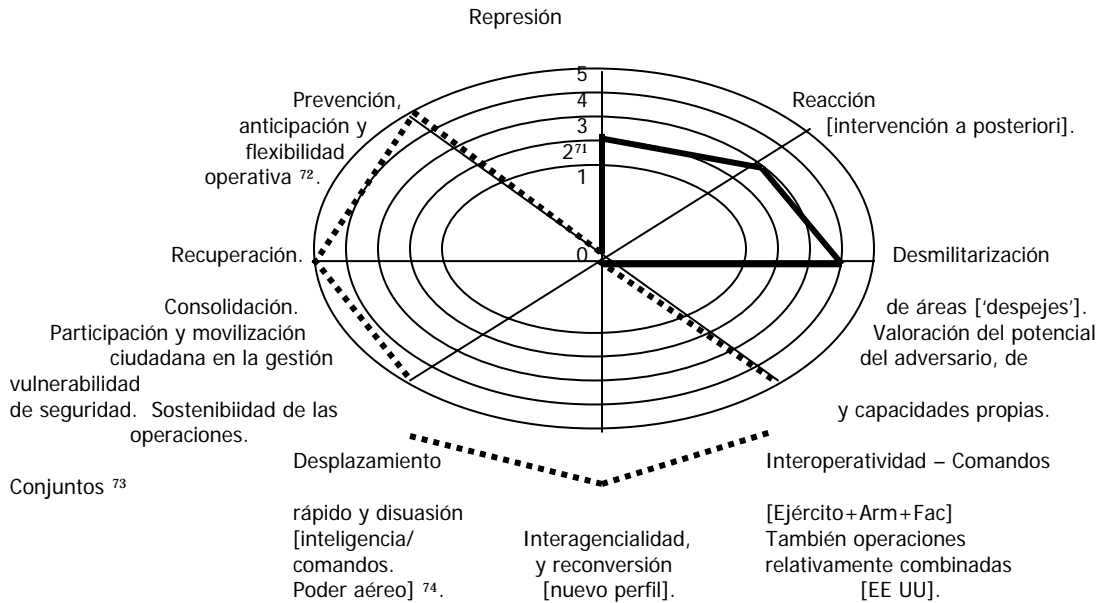 Represión
5
Prevención, 4 Reacción
anticipación y 3 [intervención a posteriori].
flexibilidad 2⁷¹
operativa ⁷². 1
Recuperación. 0 Desmilitarización
Consolidación. de áreas ['despejes'].
Participación y movilización Valoración del potencial
ciudadana en la gestión del adversario, de
vulnerabilidad
de seguridad. Sostenibiidad de las y capacidades propias.
operaciones.
Desplazamiento Interoperatividad – Comandos
Conjuntos ⁷³
rápido y disuasión [Ejército+Arm+Fac]
[inteligencia/ Interagencialidad, También operaciones
comandos. y reconversión relativamente combinadas
Poder aéreo] ⁷⁴. [nuevo perfil]. [EE UU].